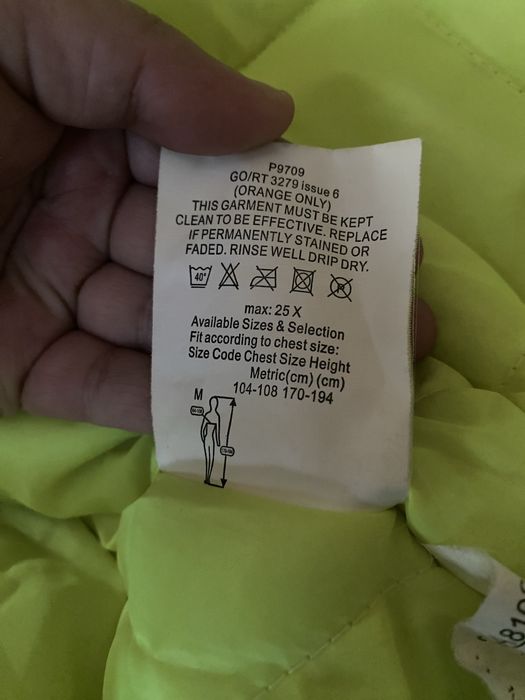 P9709
GO/RT 3279 issue 6
(ORANGE ONLY)
THIS GARMENT MUST BE KEPT
CLEAN TO BE EFFECTIVE. REPLACE
IF PERMANENTLY STAINED OR
FADED. RINSE WELL DRIP DRY.
40°
max: 25 X
Available Sizes & Selection
Fit according to chest size:
Size Code Chest Size Height
Metric(cm) (cm)
104-108 170-194
M